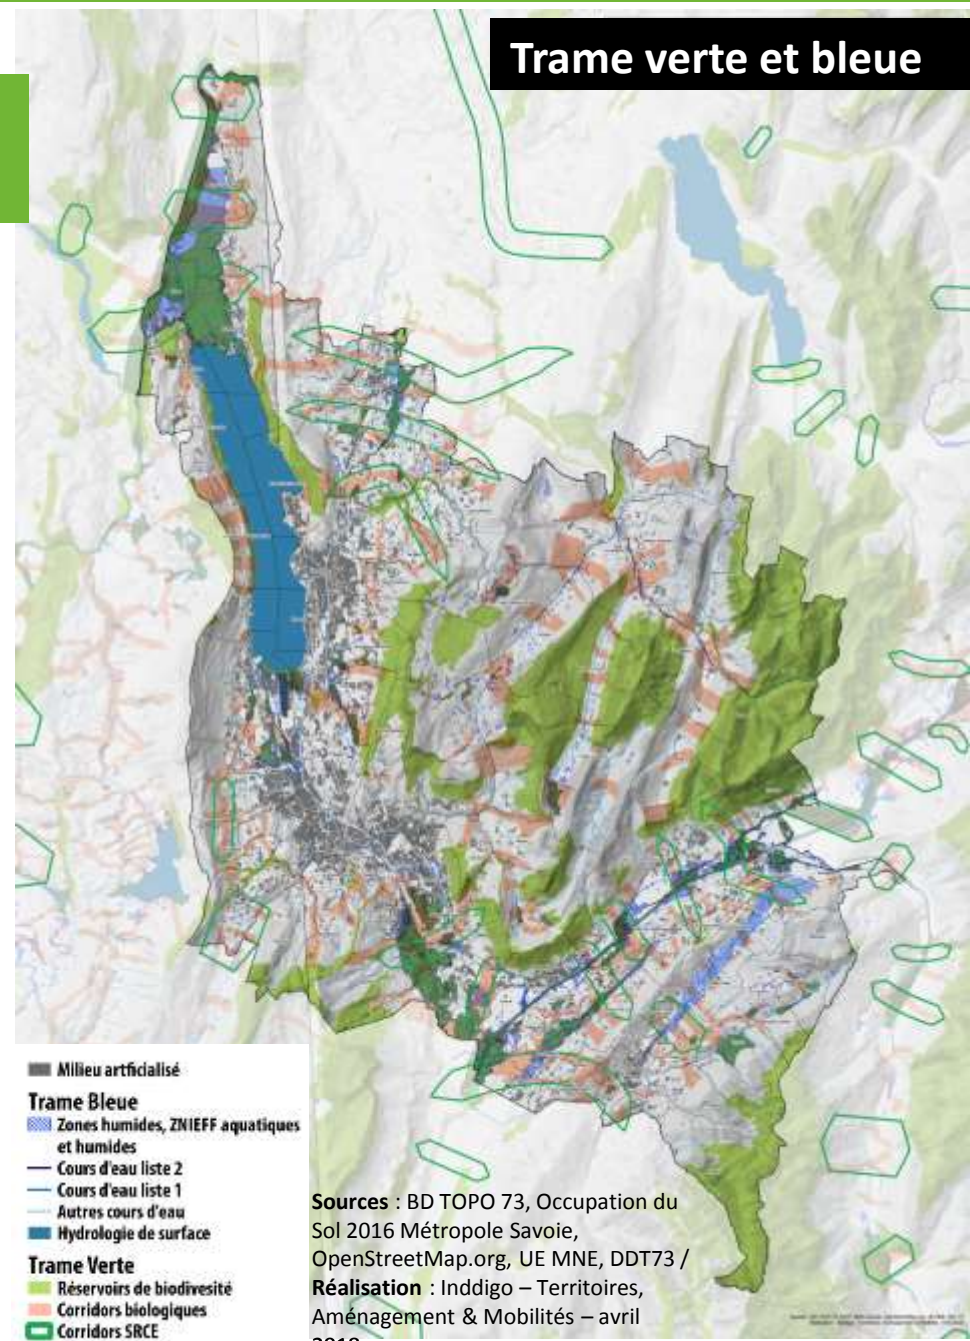 Trame verte et bleue
Milieu artficialisé
Trame Bleue
Zones humides, ZNIEFF aquatiques
et humides
Cours d'eau liste 2
Cours d'eau liste 1
Autres cours d'eau
Hydrologie de surface
Trame Verte
Réservoirs de biodivesité
Corridors biologiques
Corridors SRCE
Sources : BD TOPO 73, Occupation du
Sol 2016 Métropole Savoie,
OpenStreetMap.org, UE MNE, DDT73 /
Réalisation : Inddigo – Territoires,
Aménagement & Mobilités – avril